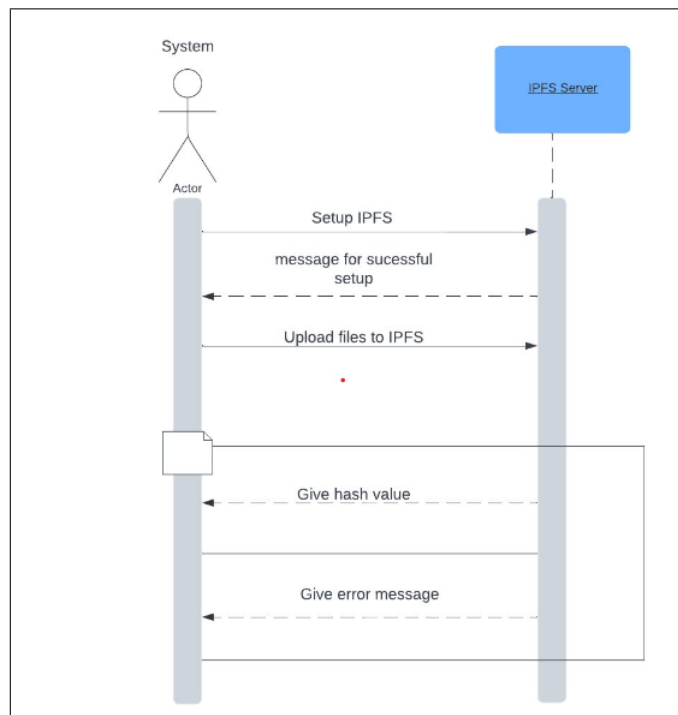 System
IPFS Server
Actor
Setup IPFS
message for sucessful
setup
Upload files to IPFS
Give hash value
Give error message